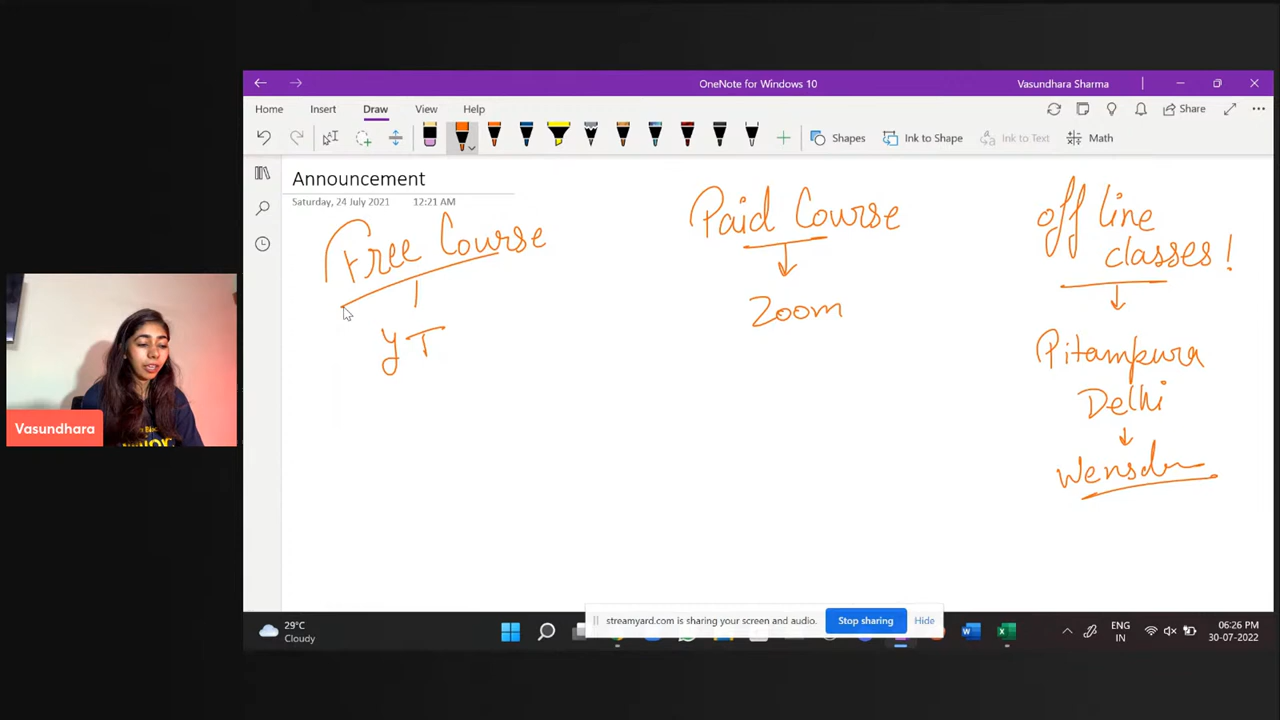 OneNote for Windows 10
Vasundhara Sharma
Home Insert Draw View Help
Share
Shapes Ink to Shape Ink to Text Math
Announcement
Saturday, 24 July 2021 12:21 AM
Free Course
YT
Paid Course
Zoom
off line
classes!
Pitampura
Delhi
Vasundhara
streamyard.com is sharing your screen and audio.
Stop sharing
Hide
29°C
Cloudy
ENG
IN
06:26 PM
30-07-2022